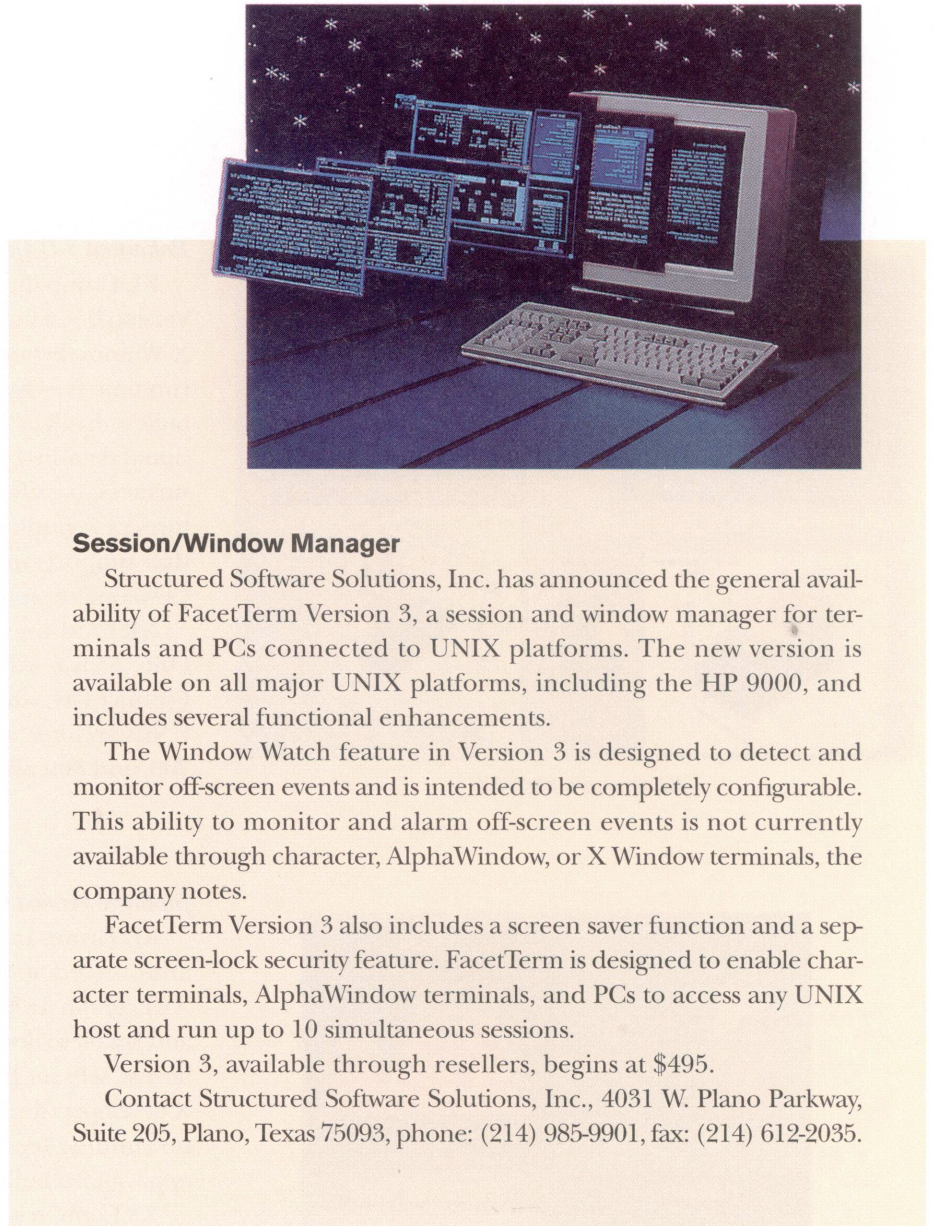 Session/Window Manager
Structured Software Solutions, Inc. has announced the general avail-
ability of FacetTerm Version 3, a session and window manager for ter-
minals and PCs connected to UNIX platforms. The new version is
available on all major UNIX platforms, including the HP 9000, and
includes several functional enhancements.
The Window Watch feature in Version 3 is designed to detect and
monitor off-screen events and is intended to be completely configurable.
This ability to monitor and alarm off-screen events is not currently
available through character, AlphaWindow, or X Window terminals, the
company notes.
FacetTerm Version 3 also includes a screen saver function and a sep-
arate screen-lock security feature. FacetTerm is designed to enable char-
acter terminals, AlphaWindow terminals, and PCs to access any UNIX
host and run up to 10 simultaneous sessions.
Version 3, available through resellers, begins at $495.
Contact Structured Software Solutions, Inc., 4031 W. Plano Parkway,
Suite 205, Plano, Texas 75093, phone: (214) 985-9901, fax: (214) 612-2035.